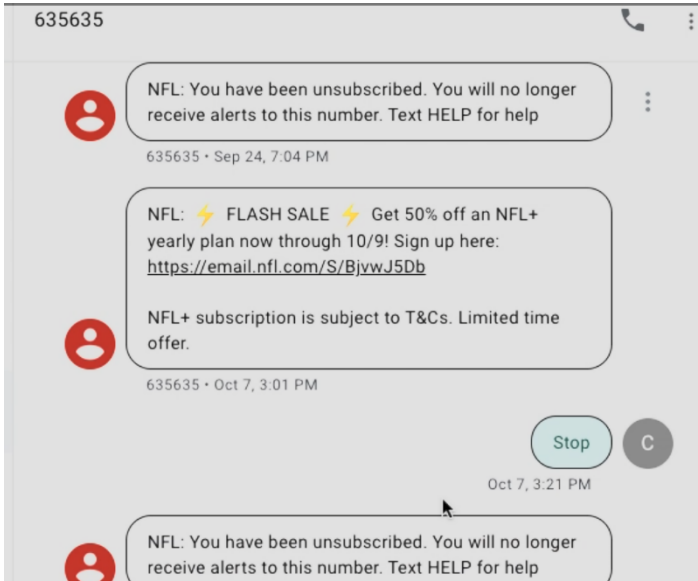 635635
NFL: You have been unsubscribed. You will no longer
receive alerts to this number. Text HELP for help
635635 • Sep 24, 7:04 PM
NFL: ⚡ FLASH SALE ⚡ Get 50% off an NFL+
yearly plan now through 10/9! Sign up here:
https://email.nfl.com/S/BjvwJ5Db
NFL+ subscription is subject to T&Cs. Limited time
offer.
635635 • Oct 7, 3:01 PM
Stop
C
Oct 7, 3:21 PM
NFL: You have been unsubscribed. You will no longer
receive alerts to this number. Text HELP for help